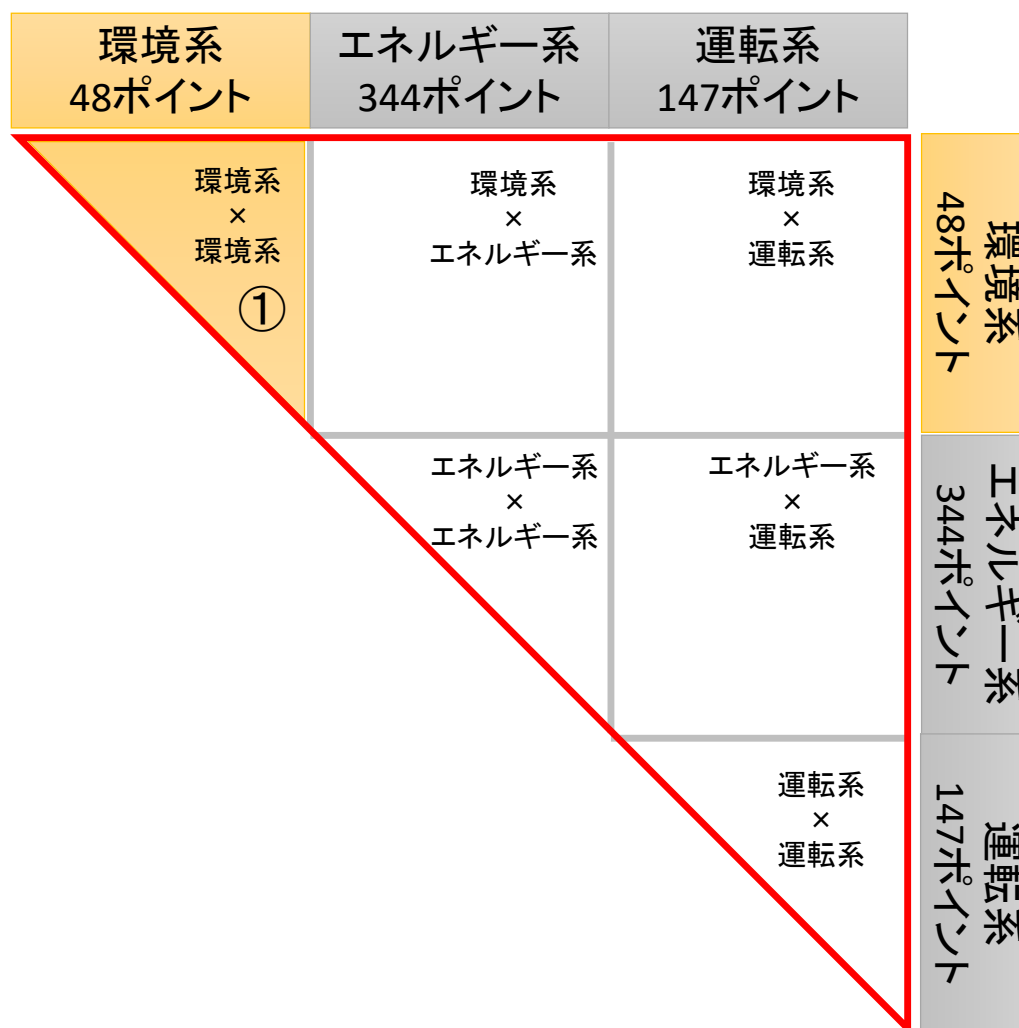 環境系
48ポイント
エネルギー系
344ポイント
運転系
147ポイント
環境系
×
環境系
①
環境系
×
エネルギー系
環境系
×
運転系
環境系
48ポイント
エネルギー系
×
エネルギー系
エネルギー系
×
運転系
エネルギー系
344ポイント
運転系
×
運転系
運転系
147ポイント